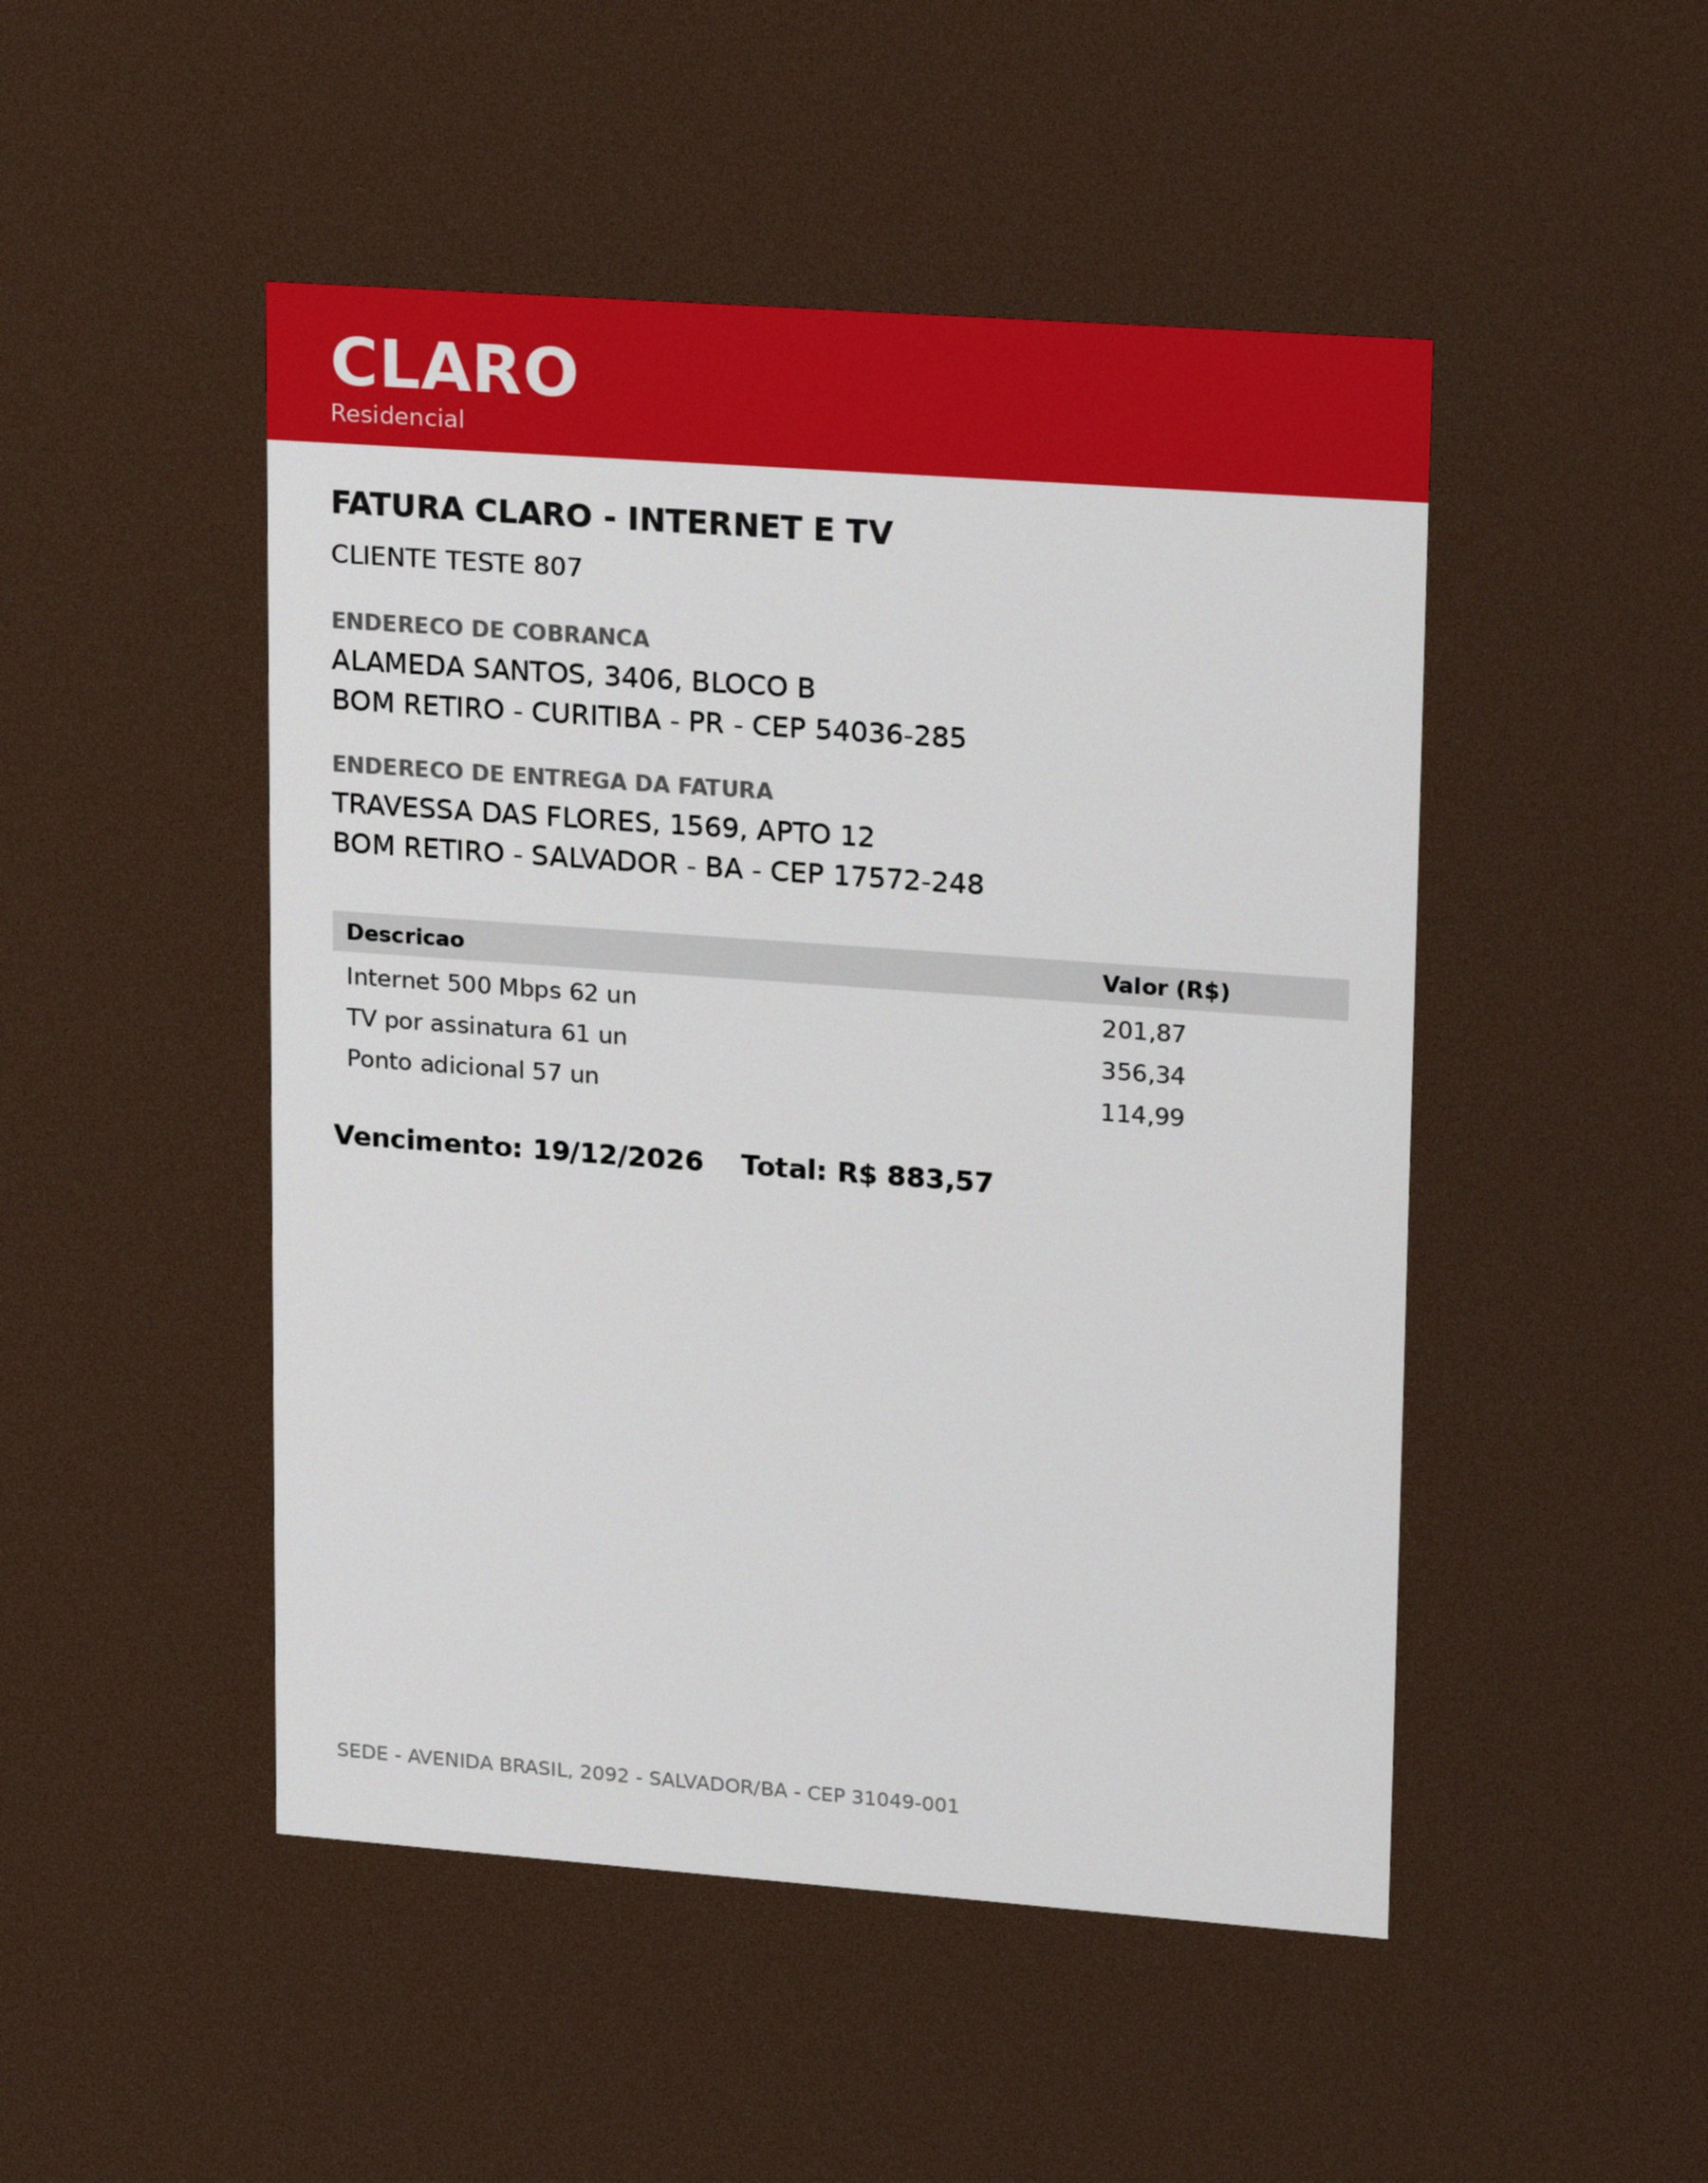 CLARO
Residencial
FATURA CLARO - INTERNET E TV
CLIENTE TESTE 807
ENDERECO DE COBRANCA
ALAMEDA SANTOS, 3406, BLOCO B
BOM RETIRO - CURITIBA - PR - CEP 54036-285
ENDERECO DE ENTREGA DA FATURA
TRAVESSA DAS FLORES, 1569, APTO 12
BOM RETIRO - SALVADOR - BA - CEP 17572-248
Descricao Valor (R$)
Internet 500 Mbps 62 un 201,87
TV por assinatura 61 un 356,34
Ponto adicional 57 un 114,99
Vencimento: 19/12/2026 Total: R$ 883,57
SEDE - AVENIDA BRASIL, 2092 - SALVADOR/BA - CEP 31049-001